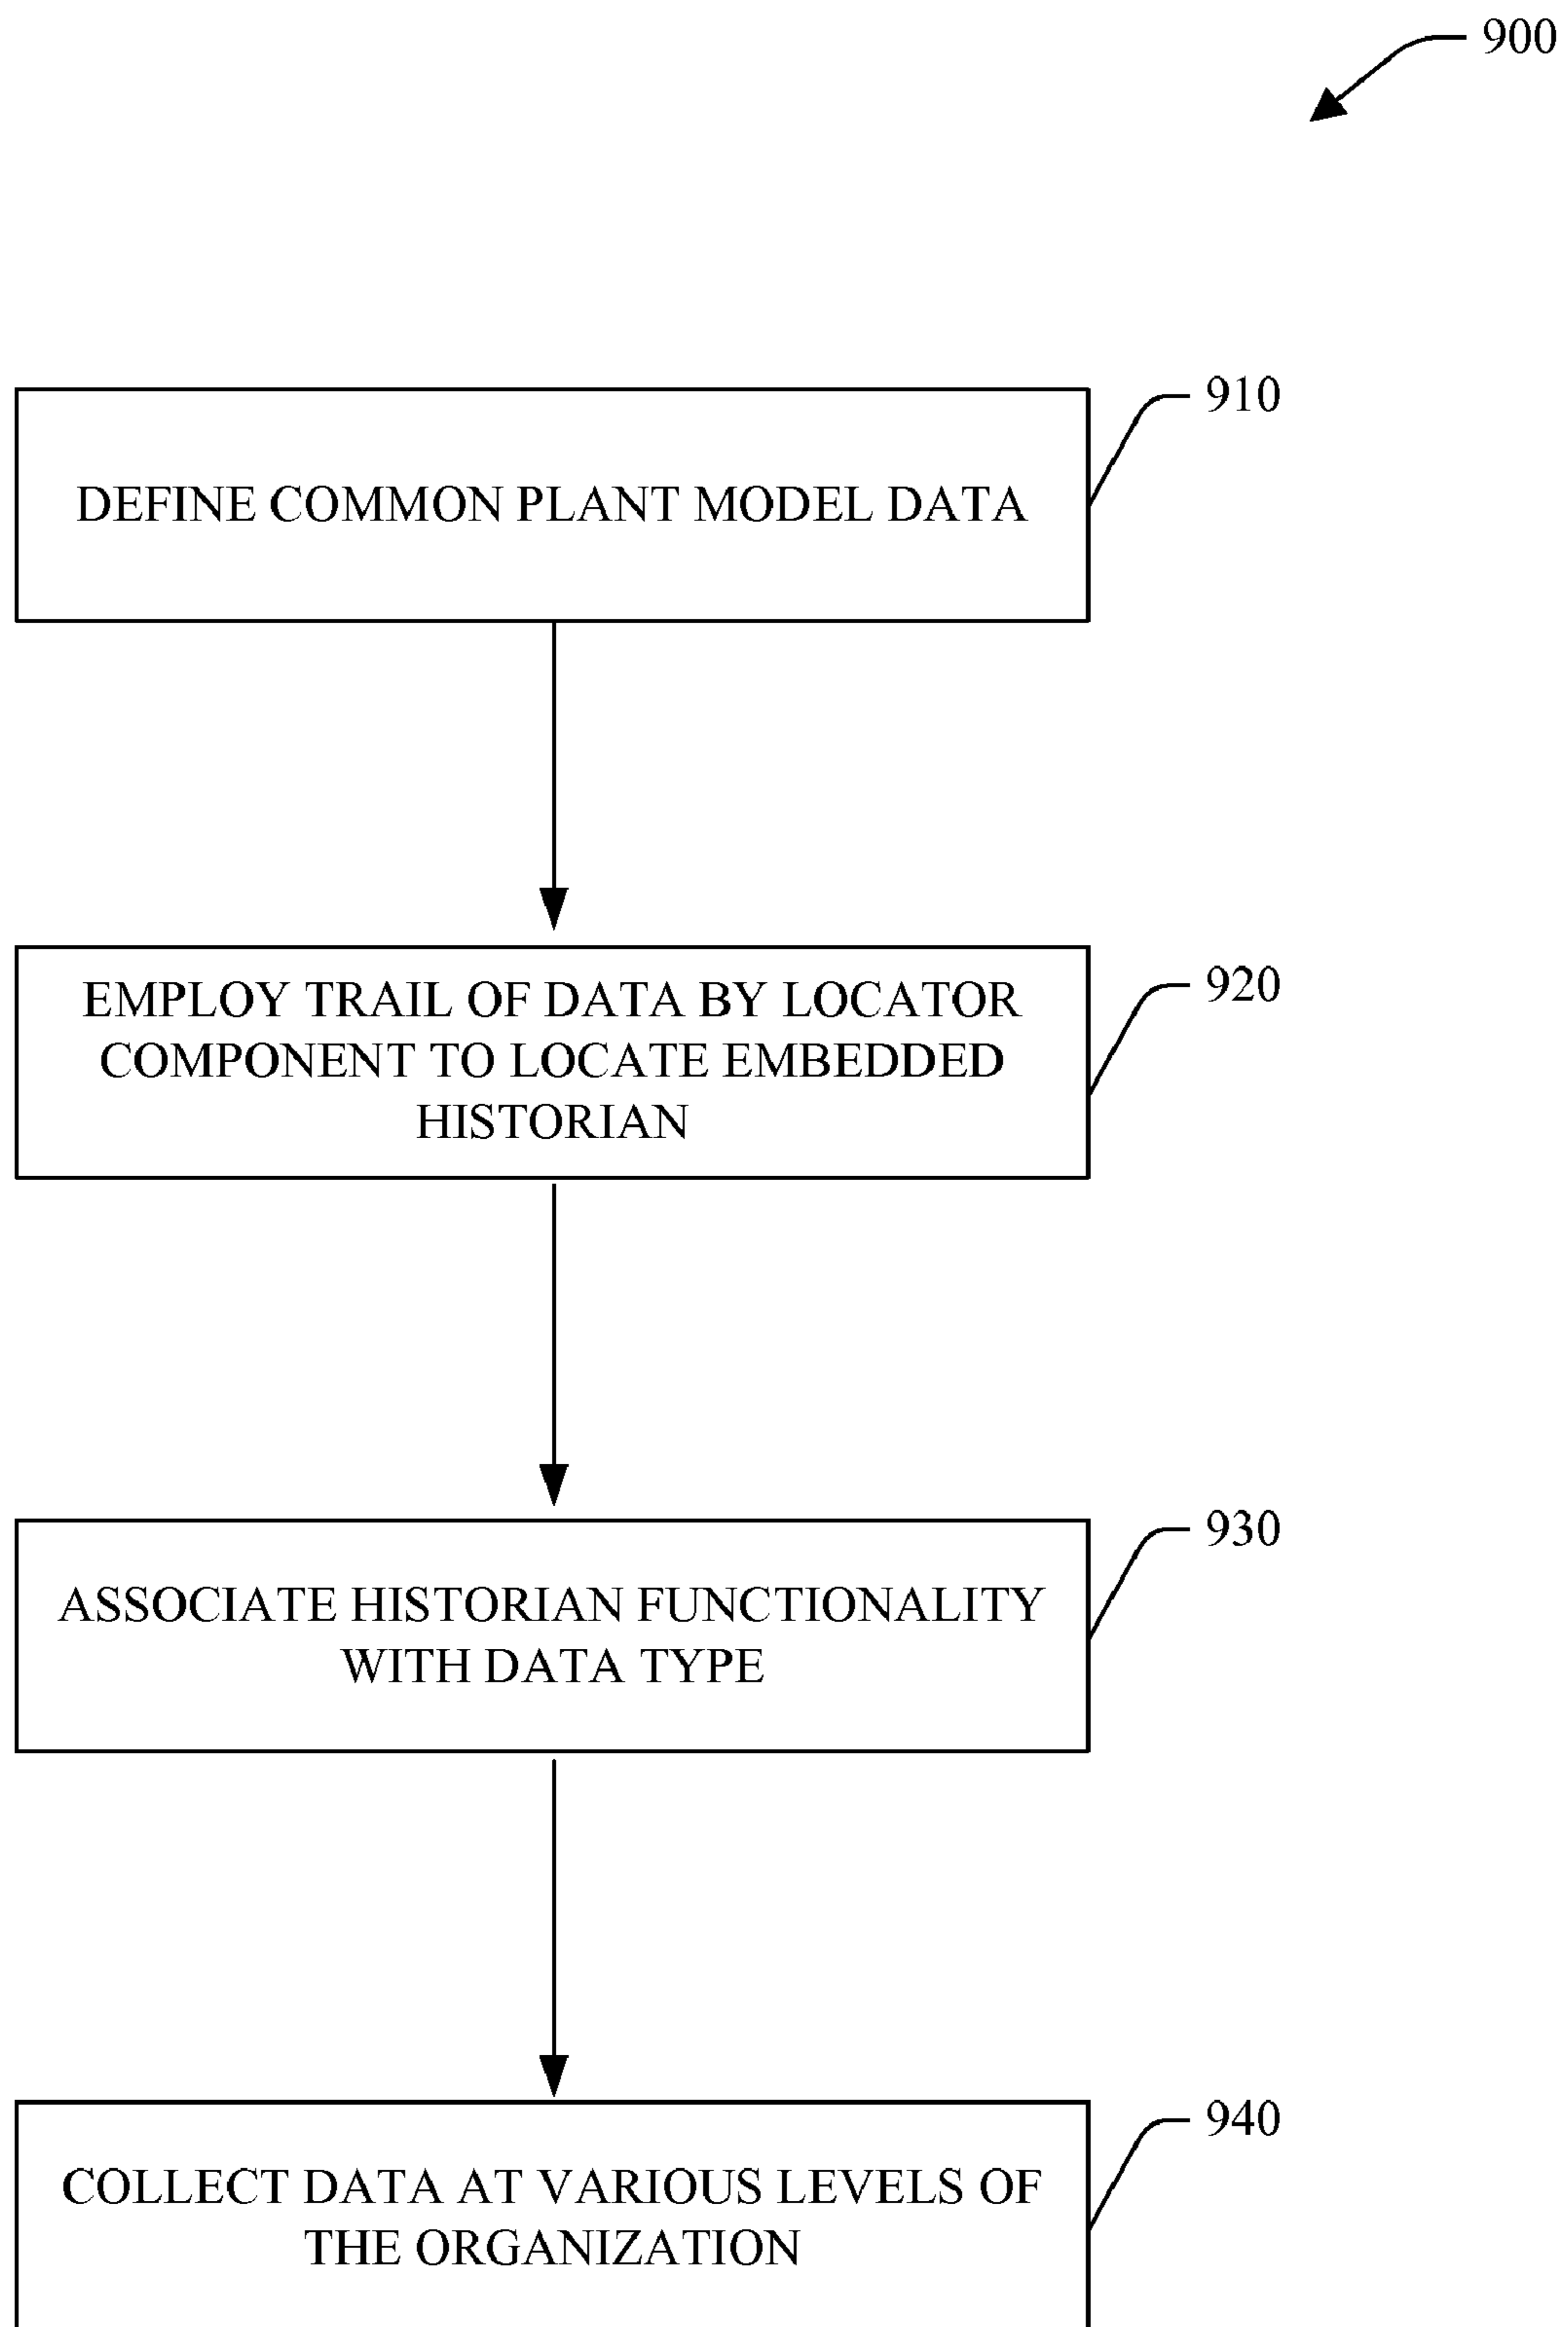 900
910
DEFINE COMMON PLANT MODEL DATA
920
EMPLOY TRAIL OF DATA BY LOCATOR
COMPONENT TO LOCATE EMBEDDED
HISTORIAN
930
ASSOCIATE HISTORIAN FUNCTIONALITY
WITH DATA TYPE
940
COLLECT DATA AT VARIOUS LEVELS OF
THE ORGANIZATION